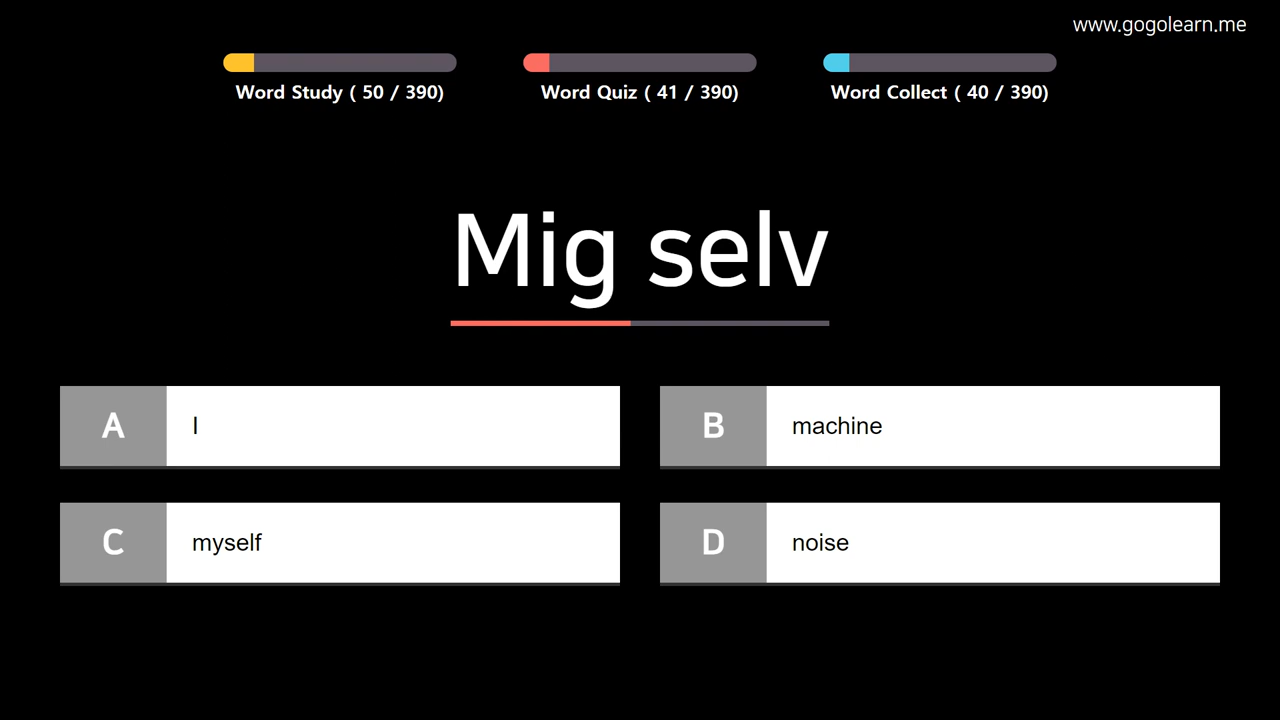 www.gogolearn.me
Word Study ( 50 / 390)
Word Quiz ( 41 / 390)
Word Collect ( 40 / 390)
Mig selv
A I
B machine
C myself
D noise